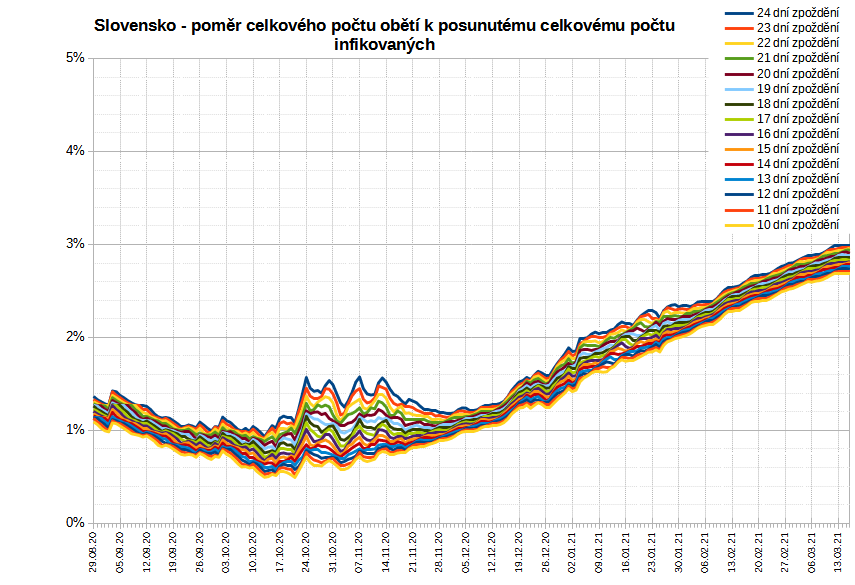 Slovensko - poměr celkového počtu obětí k posunutému celkovému počtu
infikovaných
24 dní zpoždění
23 dní zpoždění
22 dní zpoždění
21 dní zpoždění
20 dní zpoždění
19 dní zpoždění
18 dní zpoždění
17 dní zpoždění
16 dní zpoždění
15 dní zpoždění
14 dní zpoždění
13 dní zpoždění
12 dní zpoždění
11 dní zpoždění
10 dní zpoždění
5%
4%
3%
2%
1%
0%
29.08.20
05.09.20
12.09.20
19.09.20
26.09.20
03.10.20
10.10.20
17.10.20
24.10.20
31.10.20
07.11.20
14.11.20
21.11.20
28.11.20
05.12.20
12.12.20
19.12.20
26.12.20
02.01.21
09.01.21
16.01.21
23.01.21
30.01.21
06.02.21
13.02.21
20.02.21
27.02.21
06.03.21
13.03.21